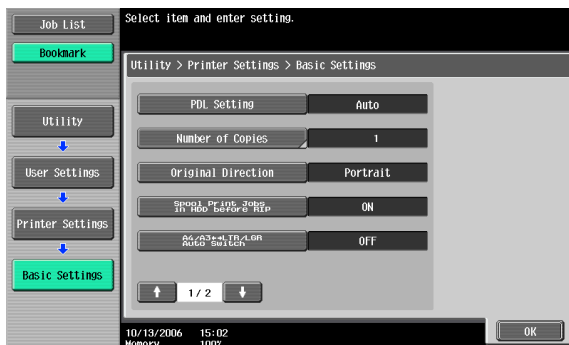 Job List
Select item and enter setting.
Bookmark
Utility > Printer Settings > Basic Settings
PDL Setting
Auto
Utility
Number of Copies
1
User Settings
Original Direction
Portrait
Spool Print Jobs
in HDD before RIP
ON
Printer Settings
A4/A3↔LTR/LGR
Auto Switch
OFF
Basic Settings
↑ 1/ 2 ↓
10/13/2006 15:02
Memory 100%
OK